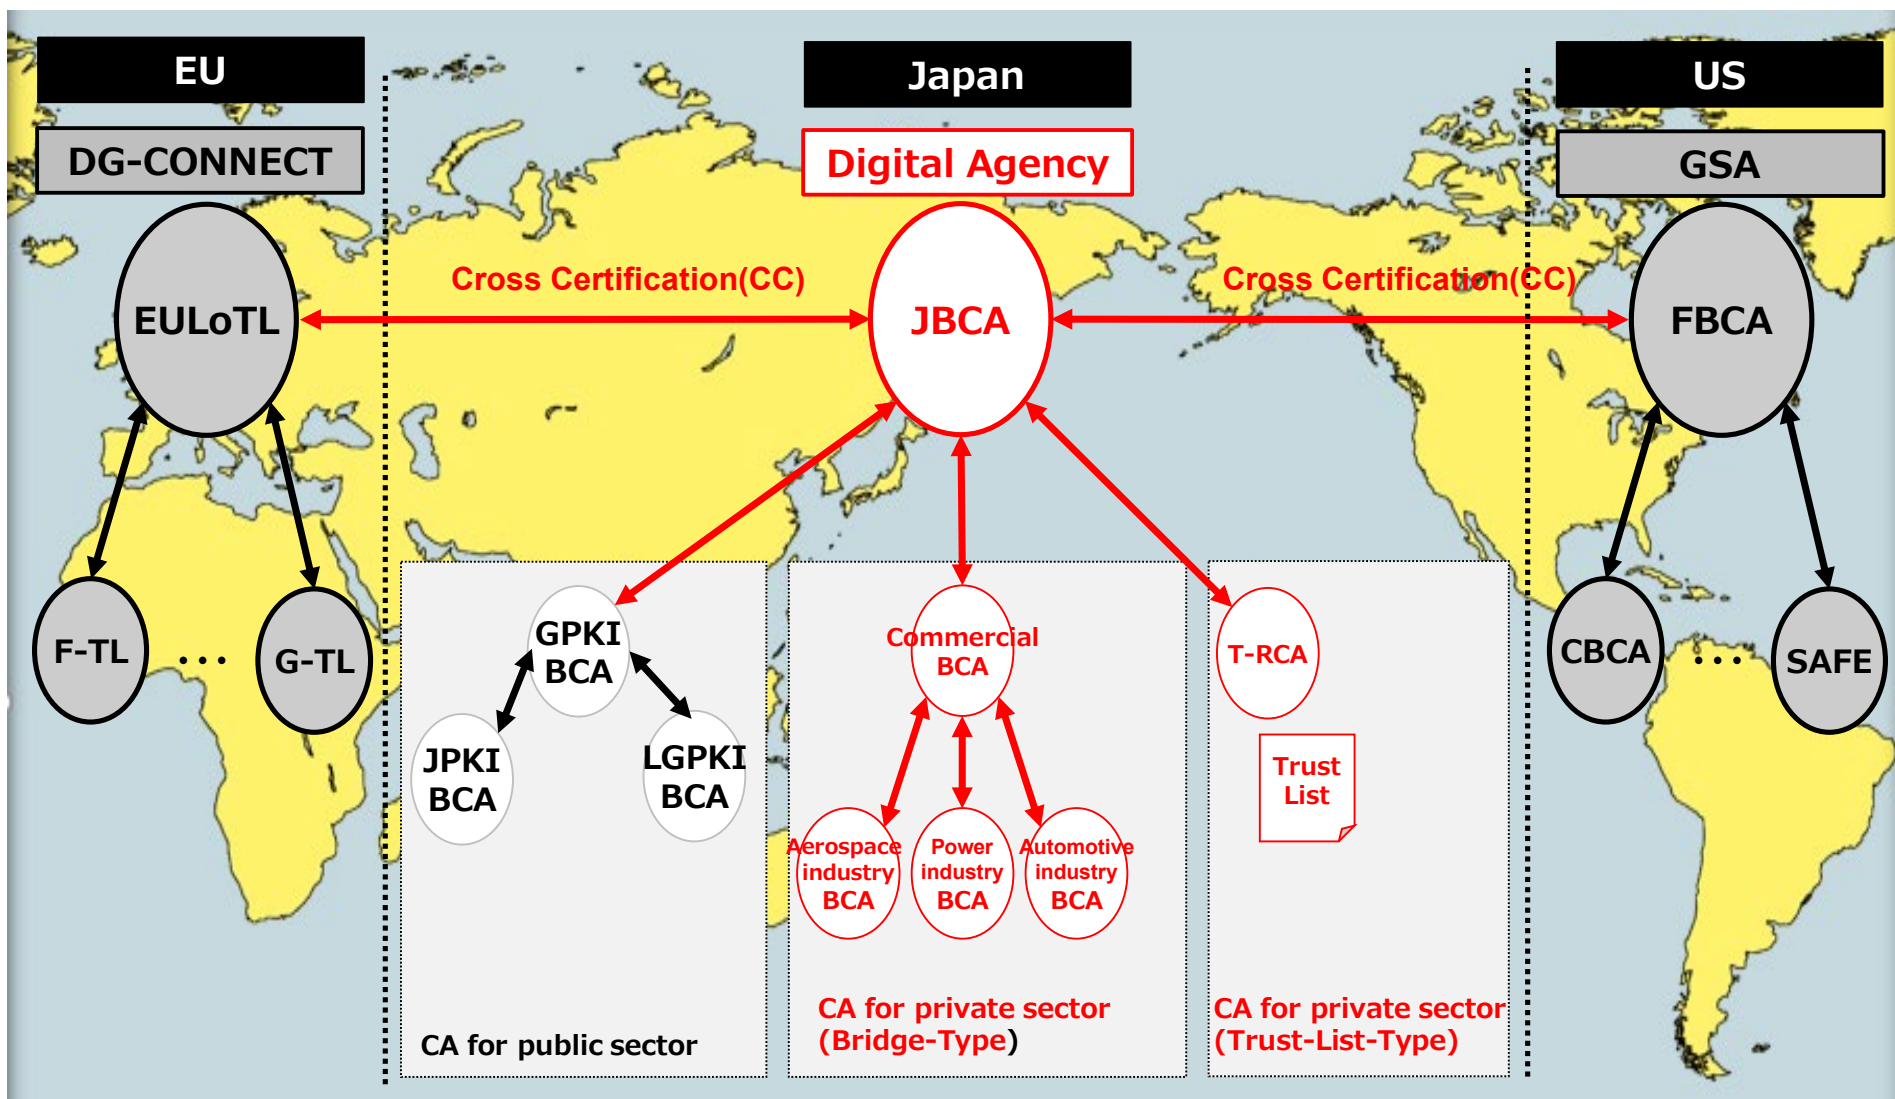 EU
Japan
US
DG-CONNECT
Digital Agency
GSA
Cross Certification(CC)
Cross Certification(CC)
EULoTL
JBCA
FBCA
F-TL
...
G-TL
GPKI
BCA
JPKI
BCA
LGPKI
BCA
CA for public sector
Commercial
BCA
Aerospace
industry
BCA
Power
industry
BCA
Automotive
industry
BCA
CA for private sector
(Bridge-Type)
T-RCA
Trust
List
CA for private sector
(Trust-List-Type)
CBCA
...
SAFE